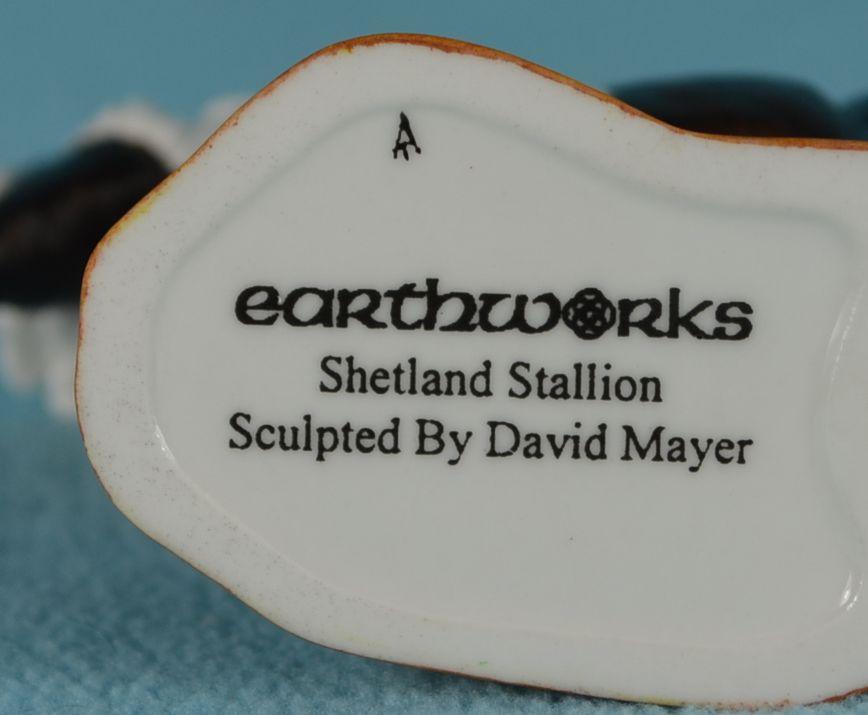 A
earthworks
Shetland Stallion
Sculpted By David Mayer